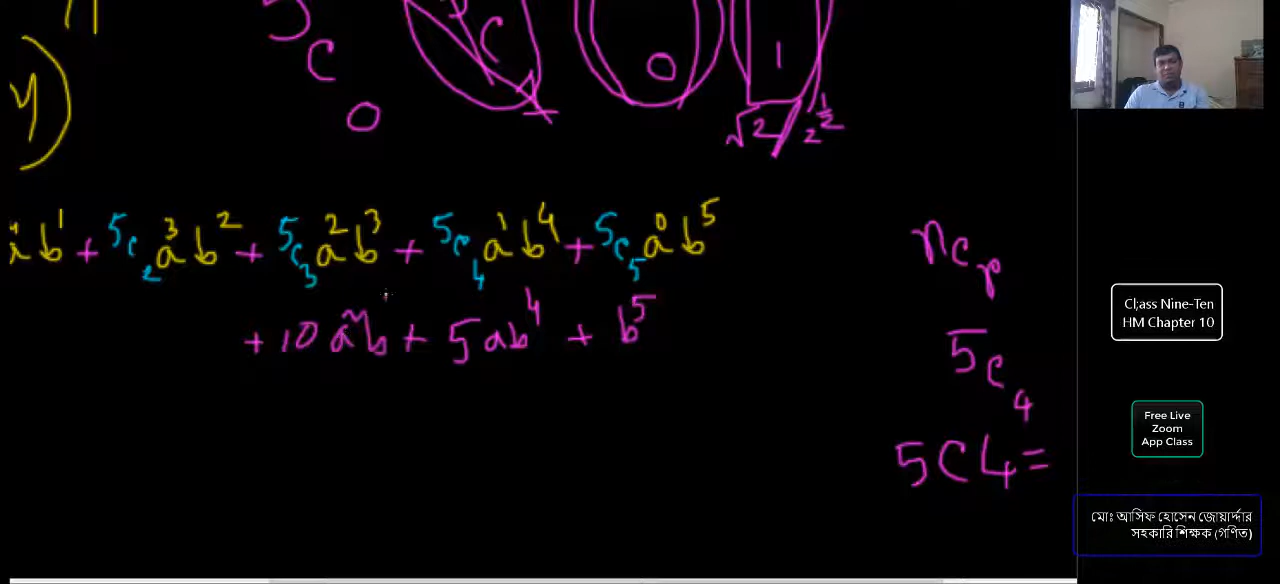 5
c
0
c
0
1
y)
√2 / 2^½
b¹ + ⁵c₂ a³ b² + ⁵c₃ a² b³ + ⁵c₄ a¹ b⁴ + ⁵c₅ a⁰ b⁵
+ 10 a²b + 5 ab⁴ + b⁵
ncr
5c4
5C4=
Cl;ass Nine-Ten
HM Chapter 10
Free Live
Zoom
App Class
মোঃ আসিফ হোসেন জোয়ার্দ্দার
সহকারি শিক্ষক (গণিত)